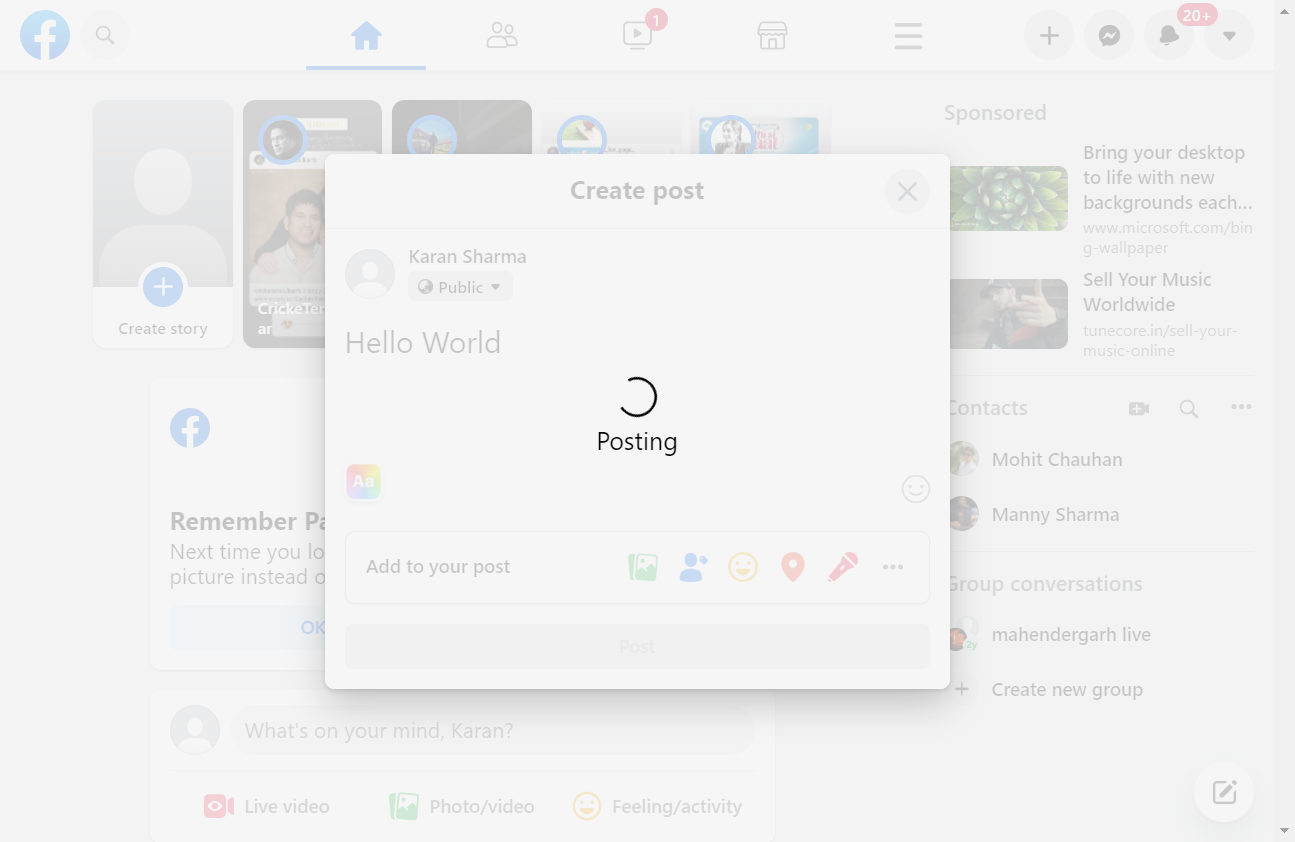 1
20+
Sponsored
Bring your desktop
to life with new
backgrounds each...
www.microsoft.com/bin
g-wallpaper
Sell Your Music
Worldwide
tunecore.in/sell-your-
music-online
Create story
Create post
Karan Sharma
Public
Hello World
Posting
Aa
Add to your post
Post
Contacts
Mohit Chauhan
Manny Sharma
Group conversations
mahendergarh live
Create new group
Remember Pa
Next time you lo
picture instead o
OK
What's on your mind, Karan?
Live video
Photo/video
Feeling/activity